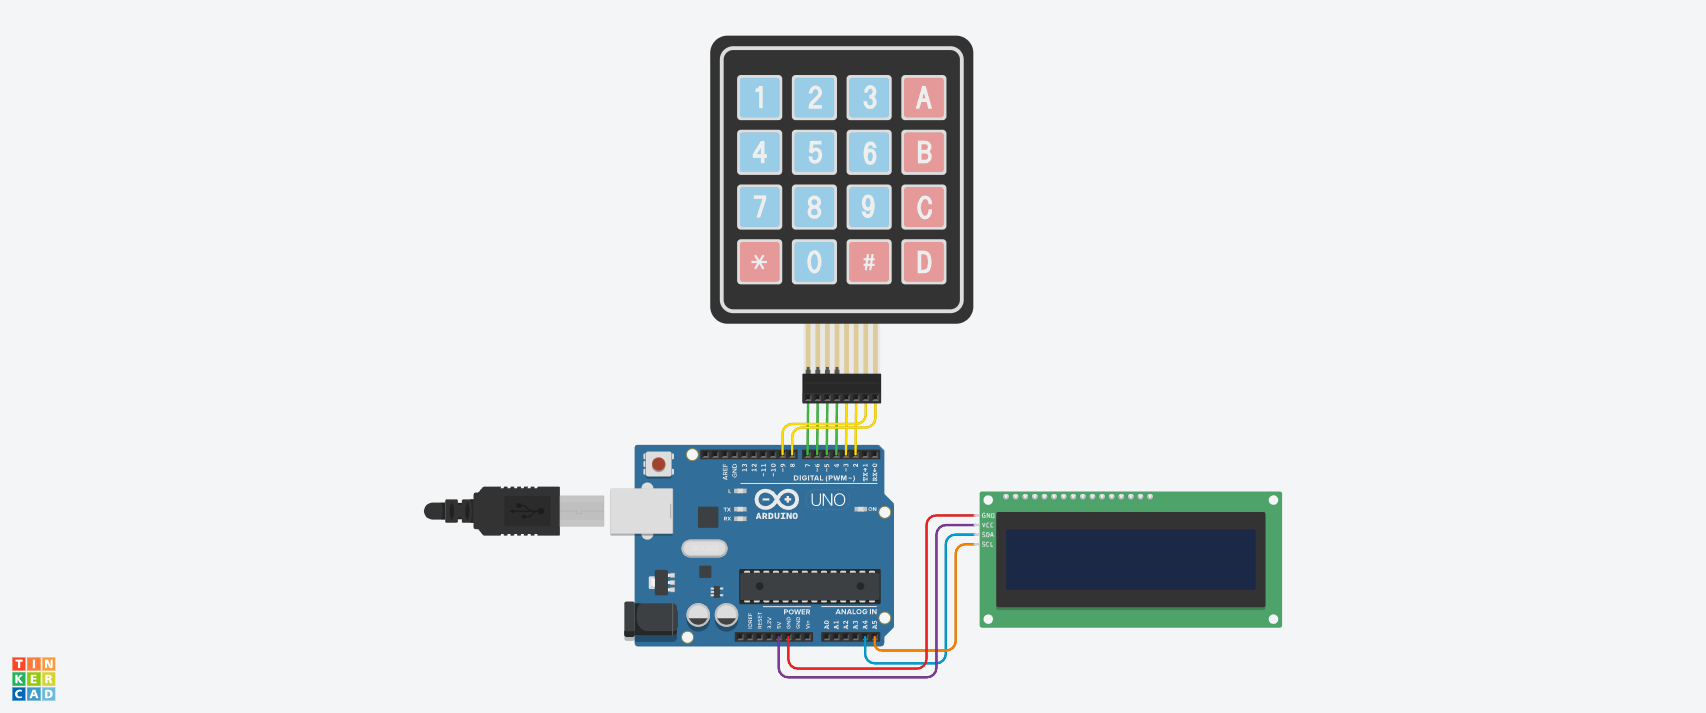 1 2 3 A
4 5 6 B
7 8 9 C
* 0 # D
AREF
GND
13
12
~11
~10
~9
8
7
~6
~5
4
~3
2
TX→1
RX←0
DIGITAL (PWM~)
L
TX
RX
UNO
ARDUINO
ON
POWER
ANALOG IN
IOREF
RESET
3.3V
5V
GND
GND
Vin
A0
A1
A2
A3
A4
A5
GND
VCC
SDA
SCL
TIN
KER
CAD